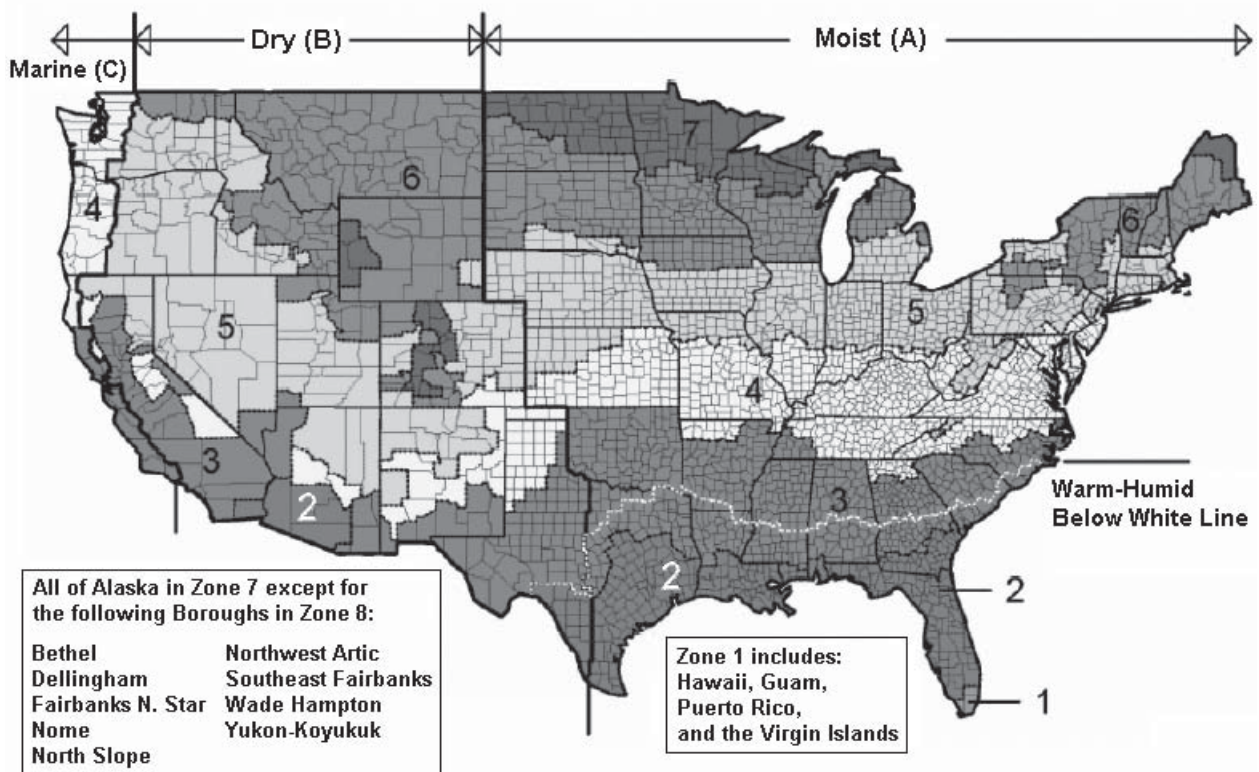 Dry (B)
Moist (A)
Marine (C)
7
6
6
4
5
5
4
3
2
3
2
Warm-Humid
Below White Line
2
1
All of Alaska in Zone 7 except for
the following Boroughs in Zone 8:
Bethel
Dellingham
Fairbanks N. Star
Nome
North Slope
Northwest Artic
Southeast Fairbanks
Wade Hampton
Yukon-Koyukuk
Zone 1 includes:
Hawaii, Guam,
Puerto Rico,
and the Virgin Islands